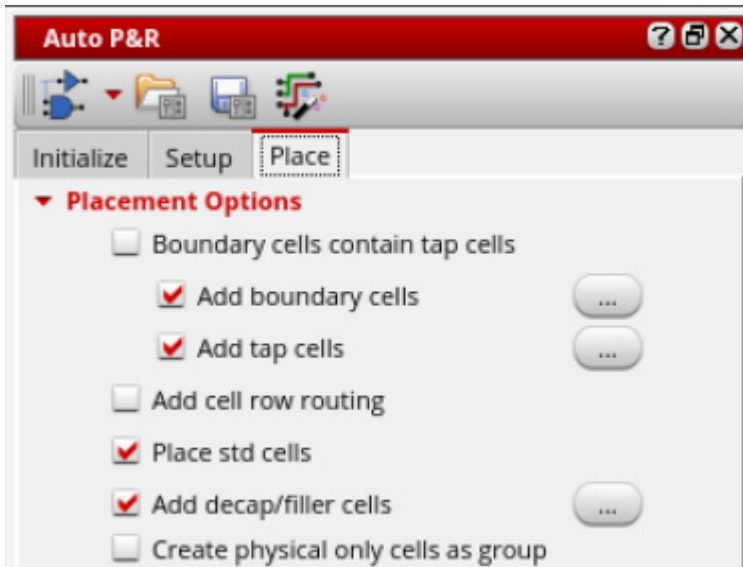 Auto P&R
Initialize Setup Place
Placement Options
Boundary cells contain tap cells
Add boundary cells ...
Add tap cells ...
Add cell row routing
Place std cells
Add decap/filler cells ...
Create physical only cells as group